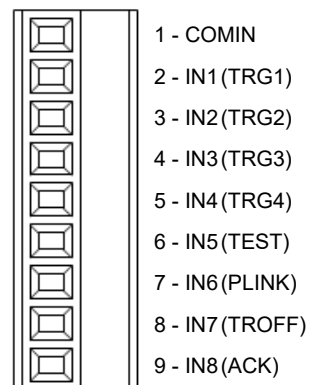 1 - COMIN
2 - IN1(TRG1)
3 - IN2(TRG2)
4 - IN3(TRG3)
5 - IN4(TRG4)
6 - IN5(TEST)
7 - IN6(PLINK)
8 - IN7(TROFF)
9 - IN8(ACK)